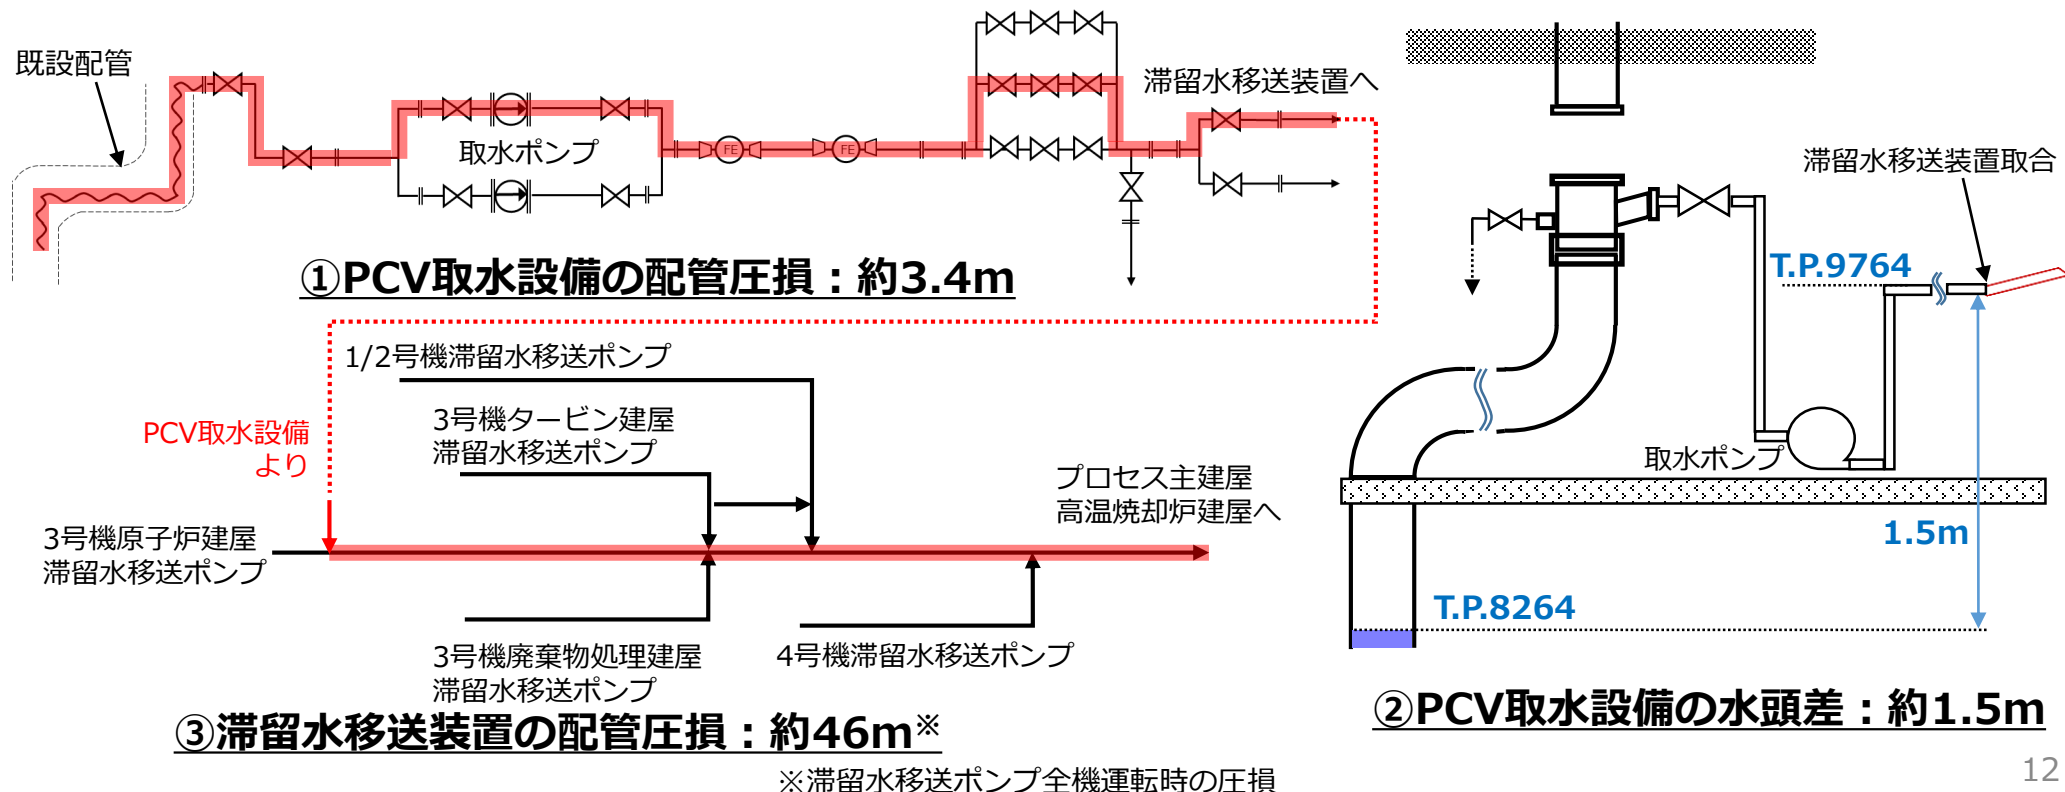 既設配管
取水ポンプ
FE
FE
滞留水移送装置へ
①PCV取水設備の配管圧損：約3.4m
1/2号機滞留水移送ポンプ
3号機タービン建屋
滞留水移送ポンプ
PCV取水設備
より
3号機原子炉建屋
滞留水移送ポンプ
プロセス主建屋
高温焼却炉建屋へ
3号機廃棄物処理建屋
滞留水移送ポンプ
4号機滞留水移送ポンプ
③滞留水移送装置の配管圧損：約46m※
※滞留水移送ポンプ全機運転時の圧損
滞留水移送装置取合
T.P.9764
取水ポンプ
1.5m
T.P.8264
②PCV取水設備の水頭差：約1.5m
12